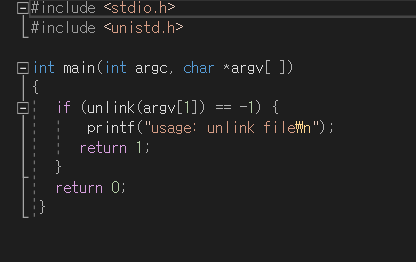 #include <stdio.h>
#include <unistd.h>
int main(int argc, char *argv[ ])
{
if (unlink(argv[1]) == -1) {
printf("usage: unlink file₩n");
return 1;
}
return 0;
}